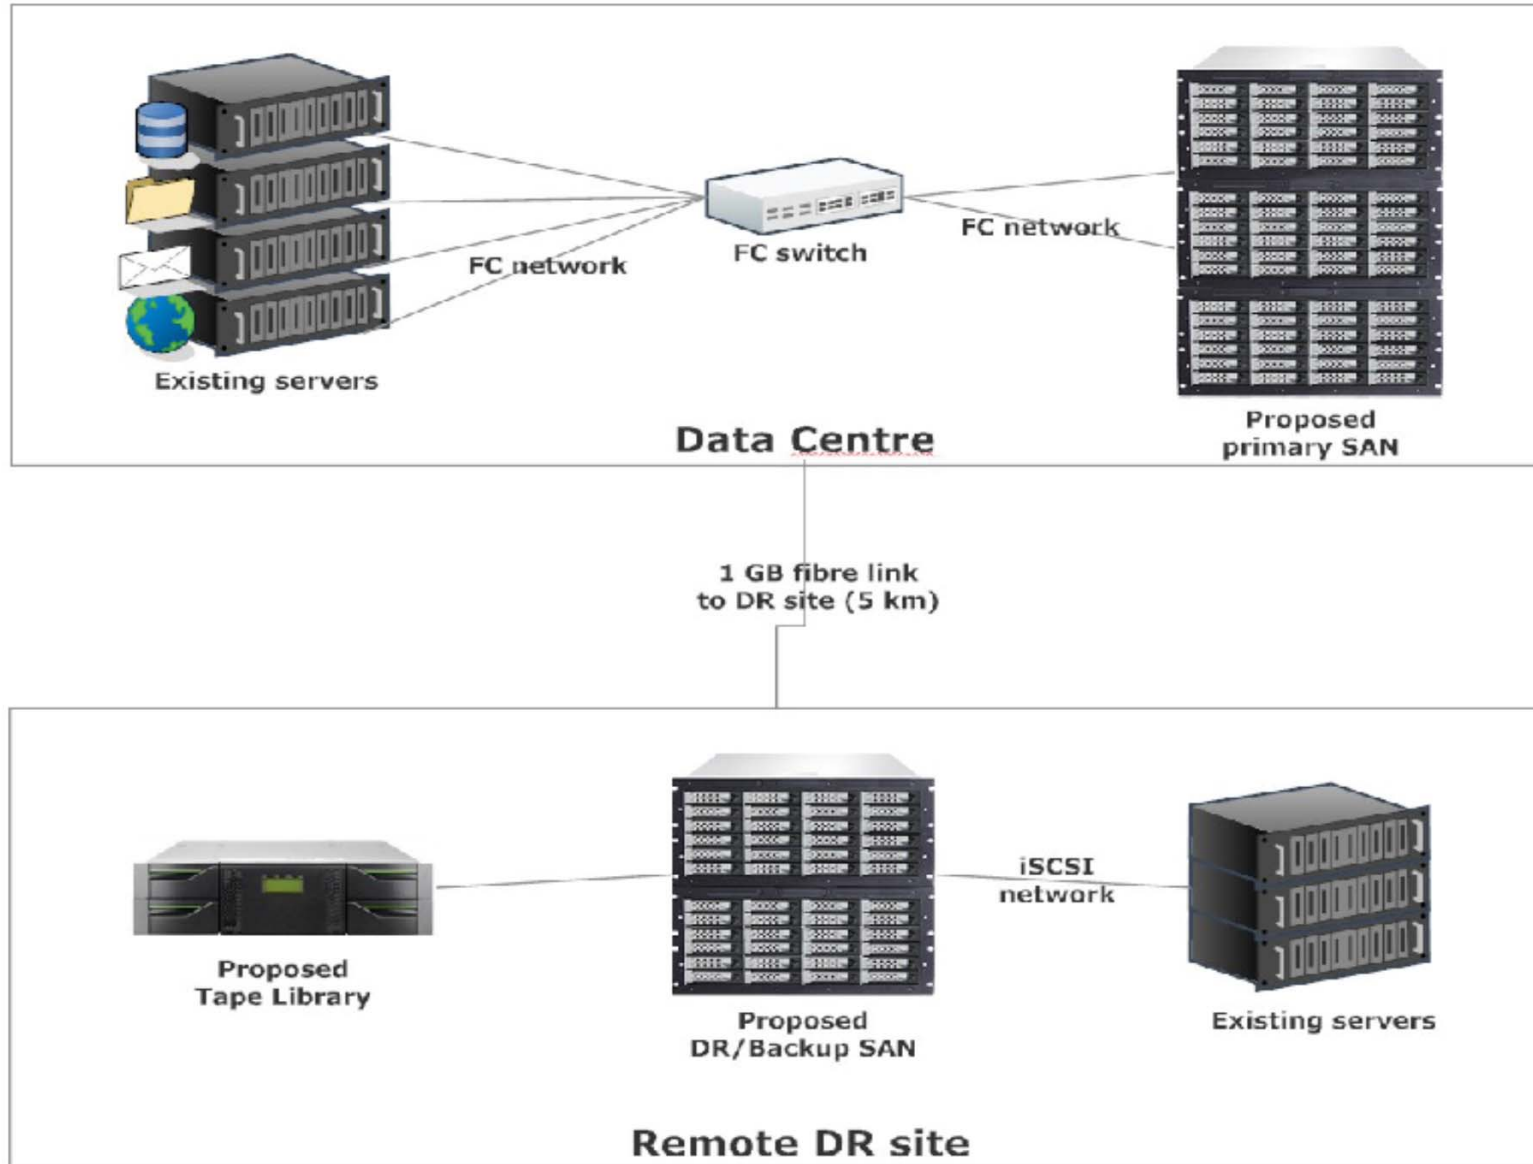 FC network
FC switch
FC network
Existing servers
Proposed
primary SAN
Data Centre
1 GB fibre link
to DR site (5 km)
iSCSI
network
Proposed
Tape Library
Proposed
DR/Backup SAN
Existing servers
Remote DR site